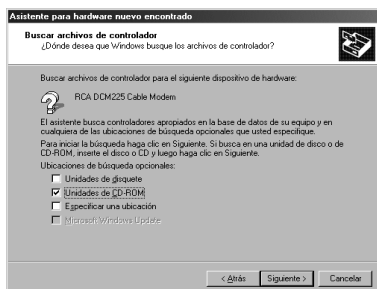 Asistente para hardware nuevo encontrado
Buscar archivos de controlador
¿Dónde desea que Windows busque los archivos de controlador?
Buscar archivos de controlador para el siguiente dispositivo de hardware:
RCA DCM225 Cable Modem
El asistente busca controladores apropiados en la base de datos de su equipo y en
cualquiera de las ubicaciones de búsqueda opcionales que usted especifique.
Para iniciar la búsqueda haga clic en Siguiente. Si busca en una unidad de disco o de
CD-ROM, inserte el disco o CD y luego haga clic en Siguiente.
Ubicaciones de búsqueda opcionales:
Unidades de disquete
Unidades de CD-ROM
Especificar una ubicación
Microsoft Windows Update
< Atrás Siguiente > Cancelar